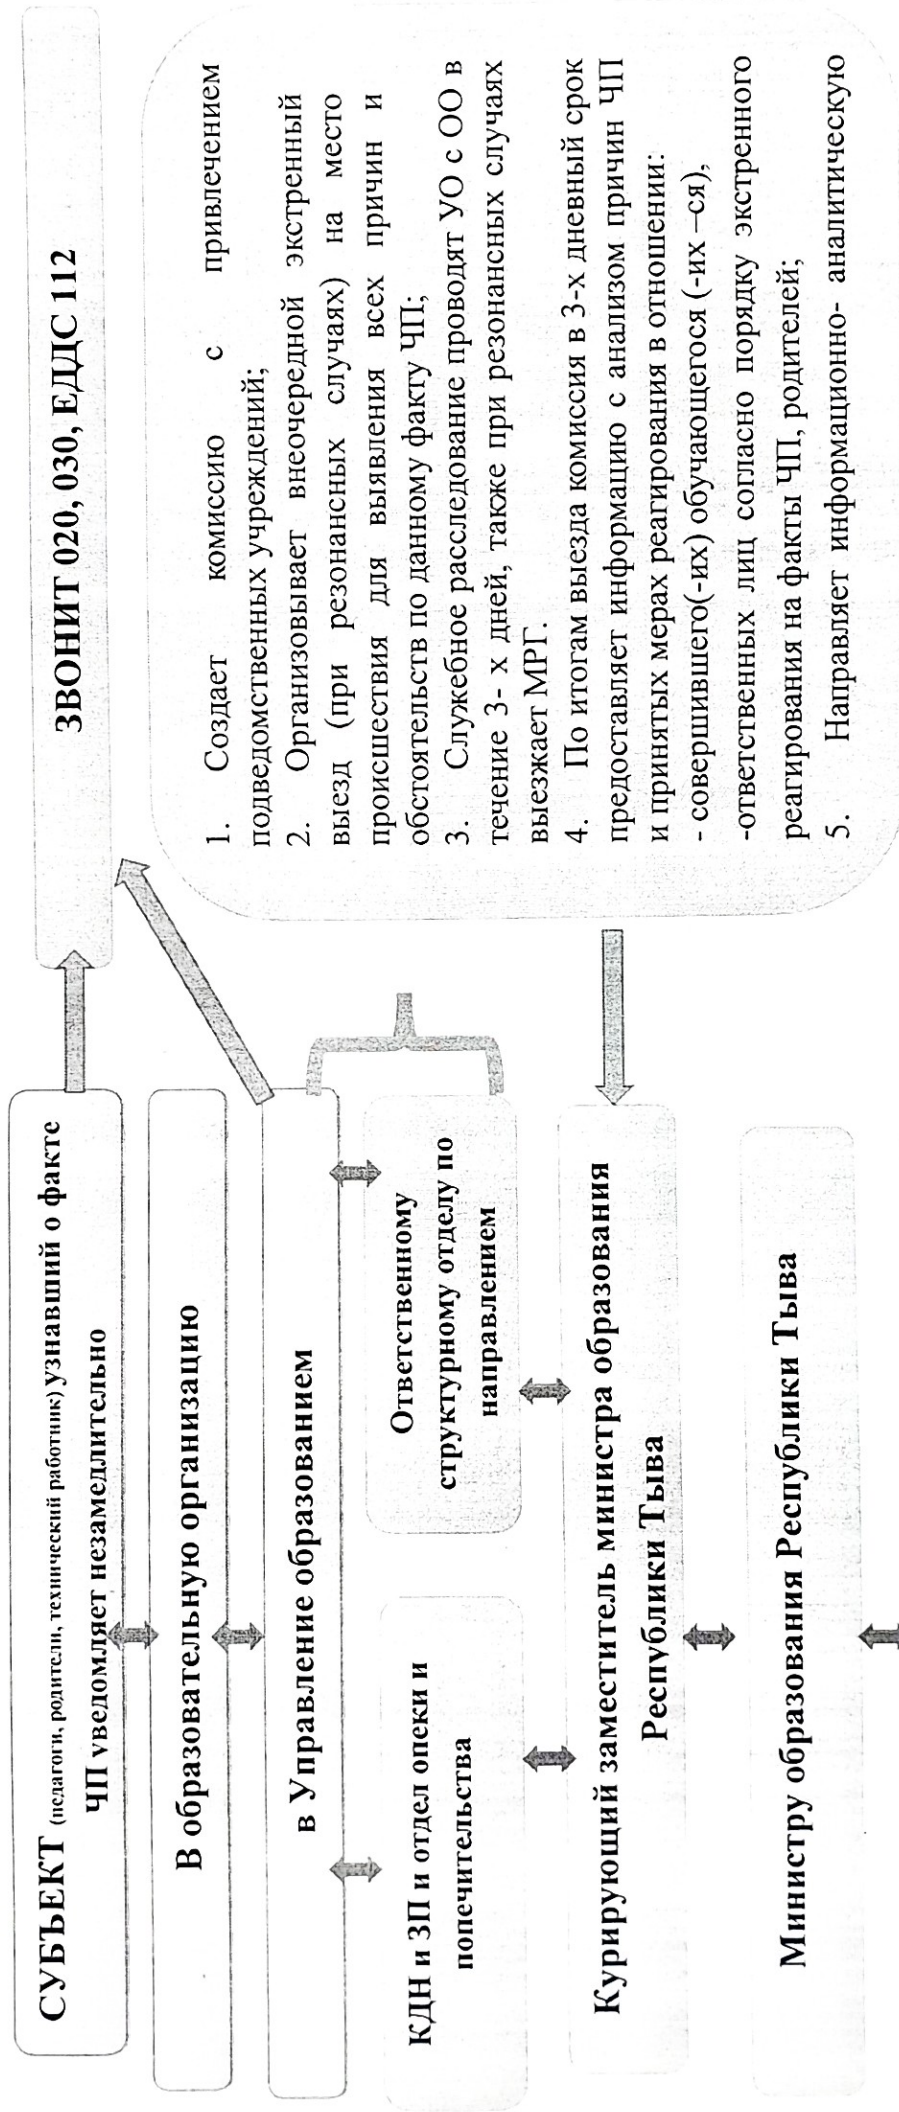 СУБЪЕКТ (педагоги, родители, технический работник) узнавший о факте
ЧП уведомляет незамедлительно
ЗВОНИТ 020, 030, ЕДДС 112
В образовательную организацию
в Управление образованием
КДН и ЗП и отдел опеки и
попечительства
Ответственному
структурному отделу по
направлением
Курирующий заместитель министра образования
Республики Тыва
Министру образования Республики Тыва
1. Создает комиссию с привлечением
подведомственных учреждений;
2. Организовывает внеочередной экстренный
выезд (при резонансных случаях) на место
происшествия для выявления всех причин и
обстоятельств по данному факту ЧП;
3. Служебное расследование проводят УО с ОО в
течение 3- х дней, также при резонансных случаях
выезжает МРГ.
4. По итогам выезда комиссия в 3-х дневный срок
предоставляет информацию с анализом причин ЧП
и принятых мерах реагирования в отношении:
- совершившего(-их) обучающегося (-их –ся),
-ответственных лиц согласно порядку экстренного
реагирования на факты ЧП, родителей;
5. Направляет информационно- аналитическую